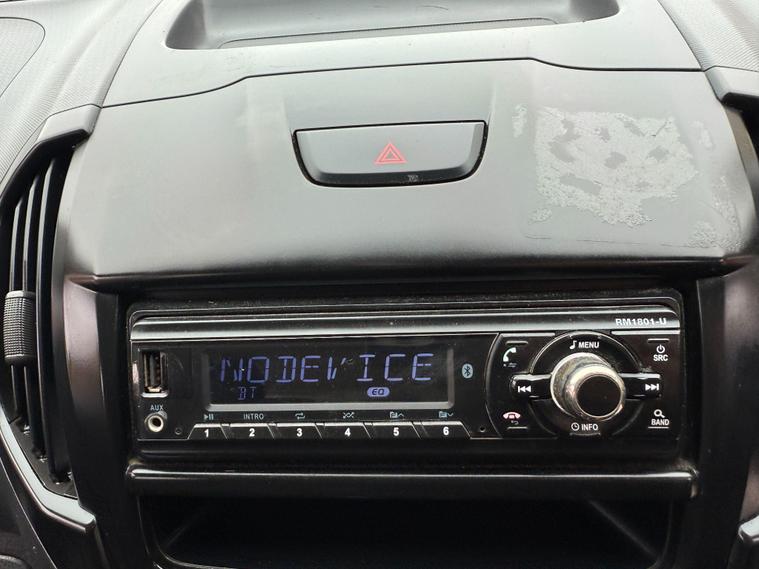 RM1801-U
MENU
SRC
NODEVICE
BT
EQ
AUX
INTRO
1 2 3 4 5 6
INFO
BAND